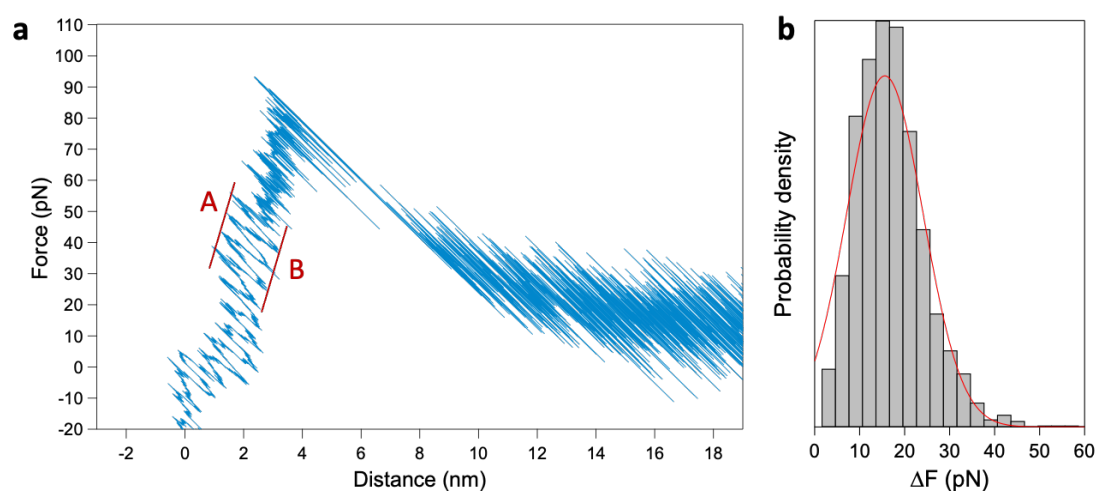 a
110
100
90
80
70
60
50
40
30
20
10
0
-10
-20
Force (pN)
A
B
-2 0 2 4 6 8 10 12 14 16 18
Distance (nm)
b
Probability density
0 10 20 30 40 50 60
ΔF (pN)